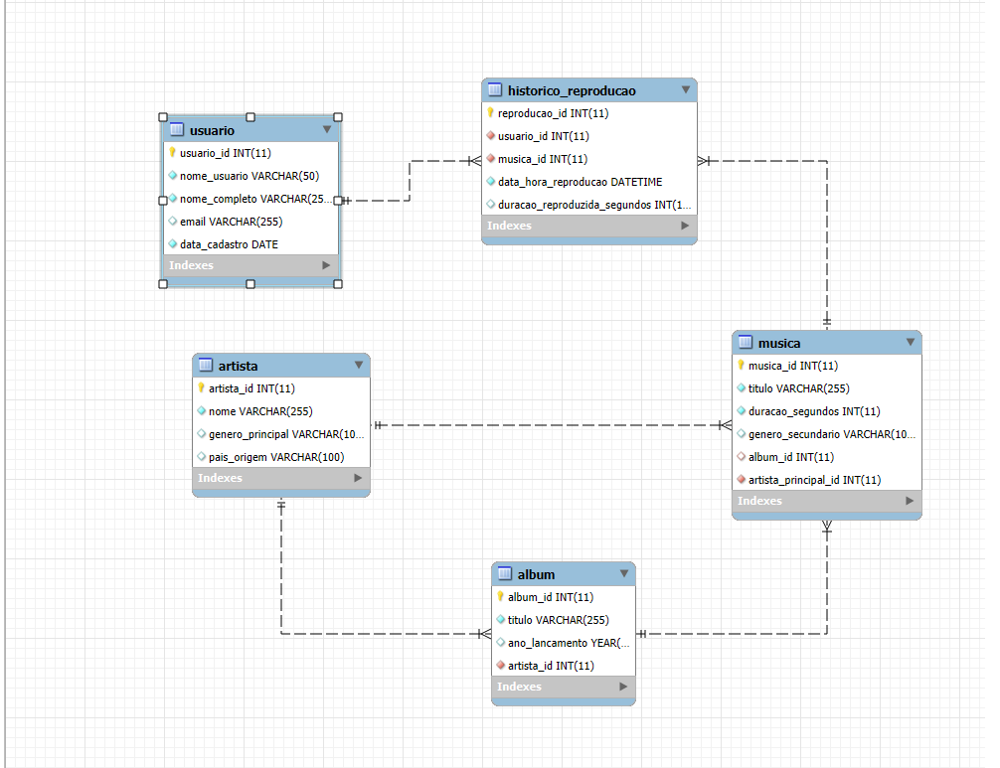 historico_reproducao
reproducao_id INT(11)
usuario_id INT(11)
musica_id INT(11)
data_hora_reproducao DATETIME
duracao_reproduzida_segundos INT(1...
Indexes
usuario
usuario_id INT(11)
nome_usuario VARCHAR(50)
nome_completo VARCHAR(25...
email VARCHAR(255)
data_cadastro DATE
Indexes
musica
musica_id INT(11)
titulo VARCHAR(255)
duracao_segundos INT(11)
genero_secundario VARCHAR(10...
album_id INT(11)
artista_principal_id INT(11)
Indexes
artista
artista_id INT(11)
nome VARCHAR(255)
genero_principal VARCHAR(10...
pais_origem VARCHAR(100)
Indexes
album
album_id INT(11)
titulo VARCHAR(255)
ano_lancamento YEAR(...
artista_id INT(11)
Indexes